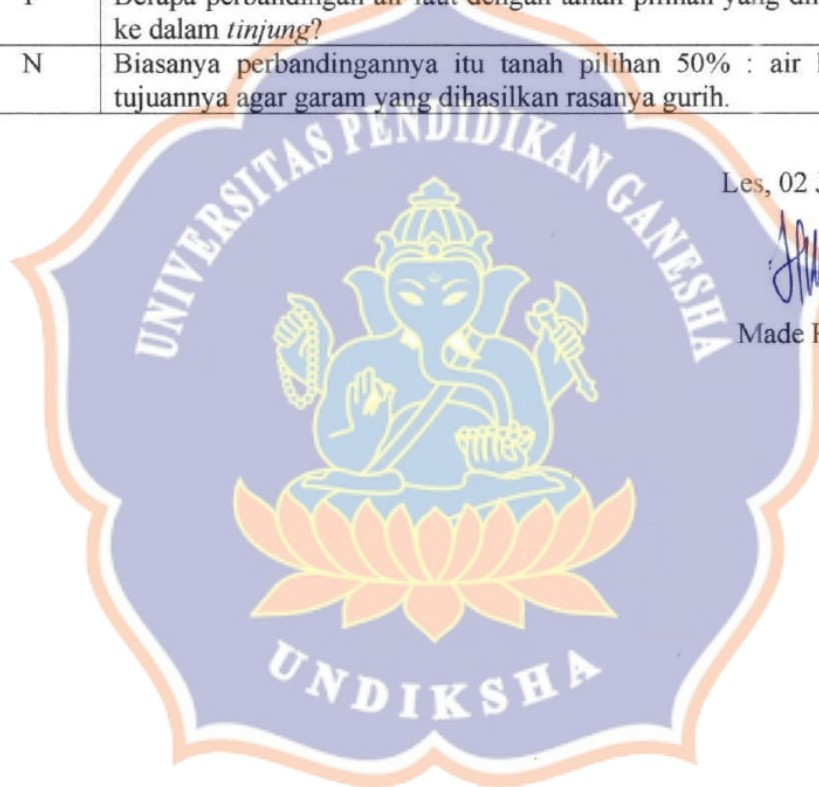 ke dalam tinjung?
N Biasanya perbandingannya itu tanah pilihan 50% : air
tujuannya agar garam yang dihasilkan rasanya gurih.
UNIVERSITAS PENDIDIKAN GANESHA
Les, 02
Made
UNDIKSHA